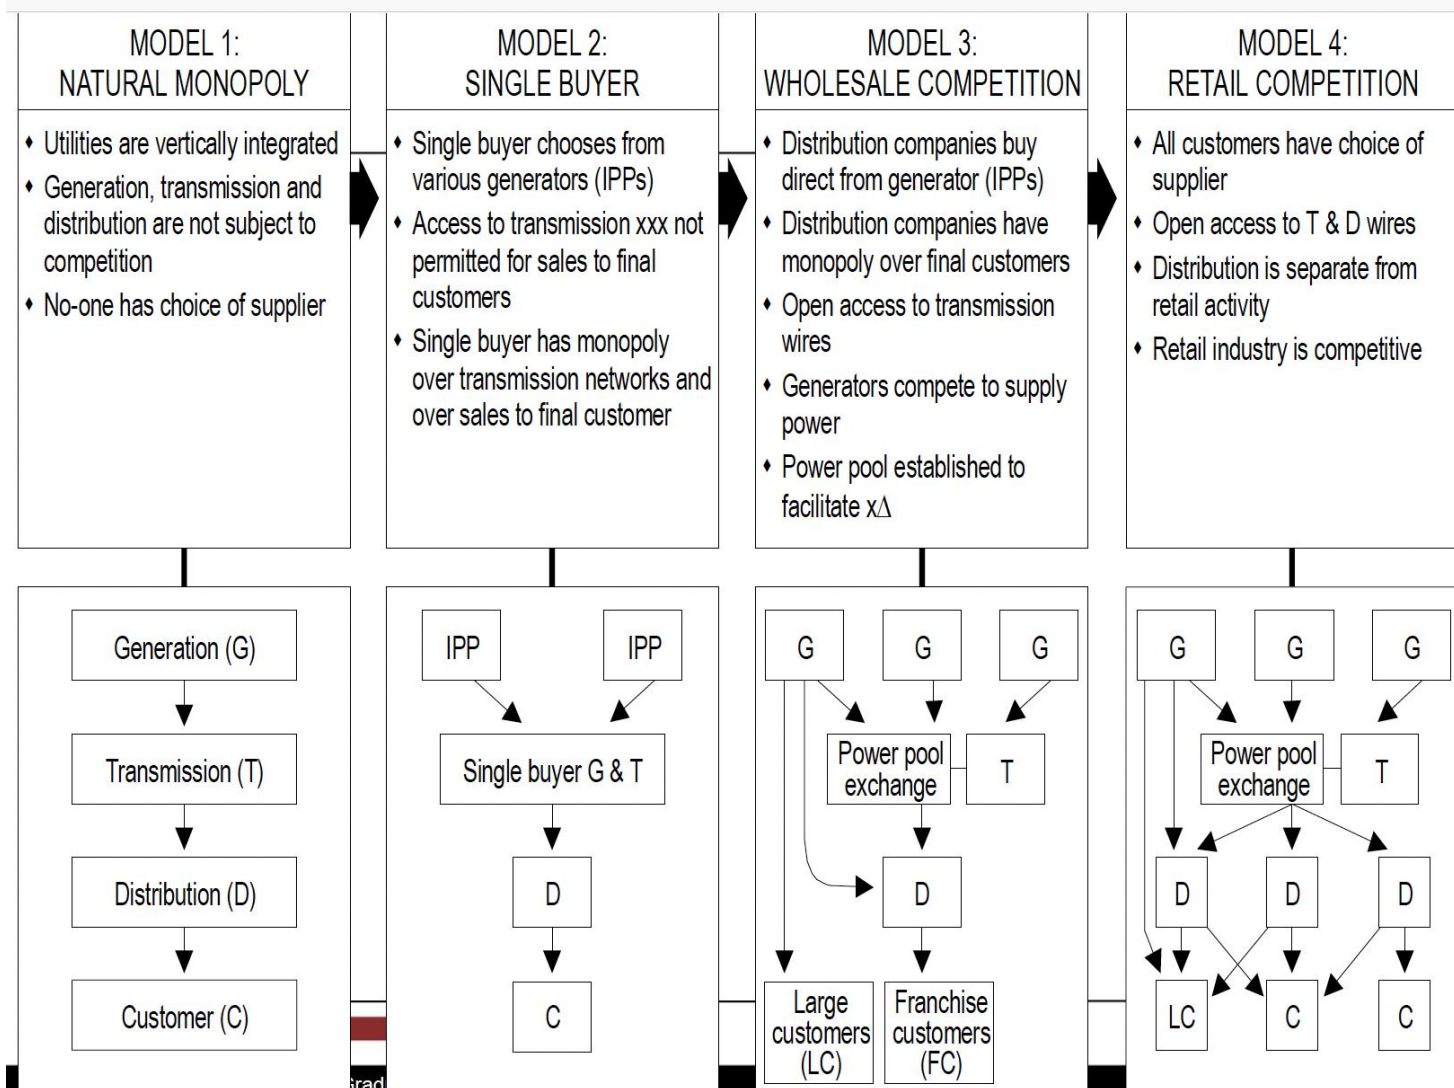 MODEL 1:
NATURAL MONOPOLY
♦ Utilities are vertically integrated
♦ Generation, transmission and
distribution are not subject to
competition
♦ No-one has choice of supplier
Generation (G)
Transmission (T)
Distribution (D)
Customer (C)
MODEL 2:
SINGLE BUYER
♦ Single buyer chooses from
various generators (IPPs)
♦ Access to transmission xxx not
permitted for sales to final
customers
♦ Single buyer has monopoly
over transmission networks and
over sales to final customer
IPP IPP
Single buyer G & T
D
C
MODEL 3:
WHOLESALE COMPETITION
♦ Distribution companies buy
direct from generator (IPPs)
♦ Distribution companies have
monopoly over final customers
♦ Open access to transmission
wires
♦ Generators compete to supply
power
♦ Power pool established to
facilitate xΔ
G G G
Power pool
exchange
T
D
Large
customers
(LC)
Franchise
customers
(FC)
MODEL 4:
RETAIL COMPETITION
♦ All customers have choice of
supplier
♦ Open access to T & D wires
♦ Distribution is separate from
retail activity
♦ Retail industry is competitive
G G G
Power pool
exchange
T
D D D
LC C C